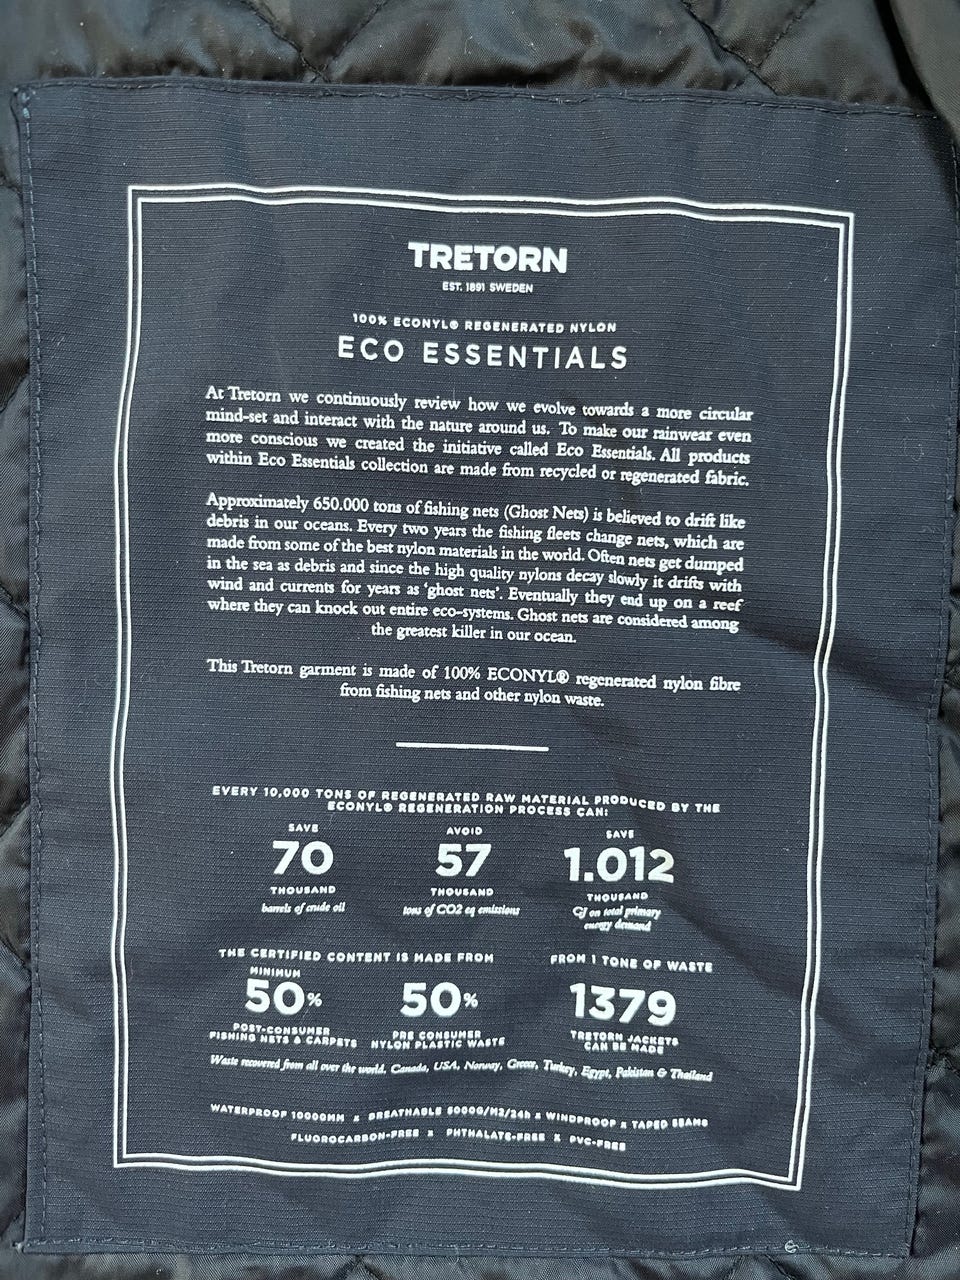 TRETORN
EST. 1891 SWEDEN
100% ECONYL® REGENERATED NYLON
ECO ESSENTIALS
At Tretorn we continuously review how we evolve towards a more circular
mind-set and interact with the nature around us. To make our rainwear even
more conscious we created the initiative called Eco Essentials. All products
within Eco Essentials collection are made from recycled or regenerated fabric.
Approximately 650.000 tons of fishing nets (Ghost Nets) is believed to drift like
debris in our oceans. Every two years the fishing fleets change nets, which are
made from some of the best nylon materials in the world. Often nets get dumped
in the sea as debris and since the high quality nylons decay slowly it drifts with
wind and currents for years as ‘ghost nets’. Eventually they end up on a reef
where they can knock out entire eco-systems. Ghost nets are considered among
the greatest killer in our ocean.
This Tretorn garment is made of 100% ECONYL® regenerated nylon fibre
from fishing nets and other nylon waste.
EVERY 10,000 TONS OF REGENERATED RAW MATERIAL PRODUCED BY THE
ECONYL® REGENERATION PROCESS CAN:
SAVE
70
THOUSAND
barrels of crude oil
AVOID
57
THOUSAND
tons of CO2 eq emissions
SAVE
1.012
THOUSAND
GJ on total primary
energy demand
THE CERTIFIED CONTENT IS MADE FROM
MINIMUM
50%
POST-CONSUMER
FISHING NETS & CARPETS
50%
PRE CONSUMER
NYLON PLASTIC WASTE
FROM 1 TONE OF WASTE
1379
TRETORN JACKETS
CAN BE MADE
Waste recovered from all over the world. Canada, USA, Norway, Greece, Turkey, Egypt, Pakistan & Thailand
WATERPROOF 10000MM x BREATHABLE 5000G/M2/24h x WINDPROOF x TAPED SEAMS
FLUOROCARBON-FREE x PHTHALATE-FREE x PVC-FREE